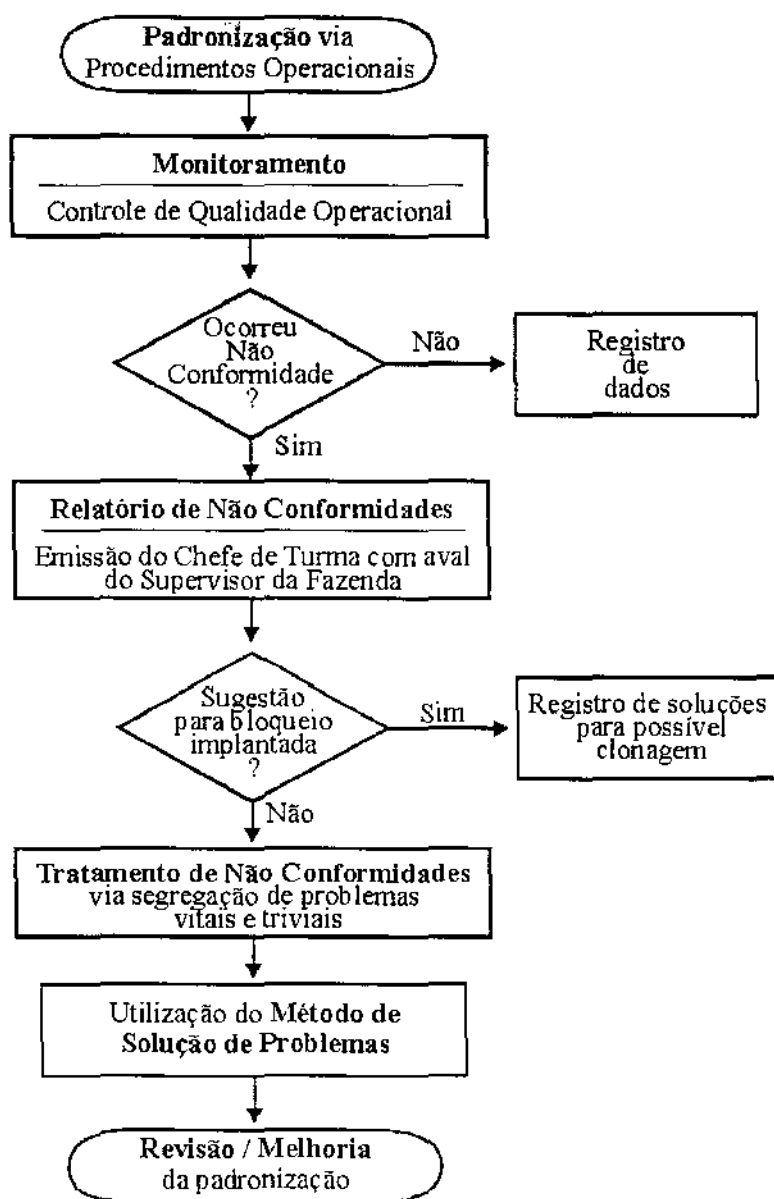 Padronização via
Procedimentos Operacionais
Monitoramento
Controle de Qualidade Operacional
Ocorreu
Não
Conformidade
?
Não
Registro
de
dados
Sim
Relatório de Não Conformidades
Emissão do Chefe de Turma com aval
do Supervisor da Fazenda
Sugestão
para bloqueio
implantada
?
Sim
Registro de soluções
para possível
clonagem
Não
Tratamento de Não Conformidades
via segregação de problemas
vitais e triviais
Utilização do Método de
Solução de Problemas
Revisão / Melhoria
da padronização